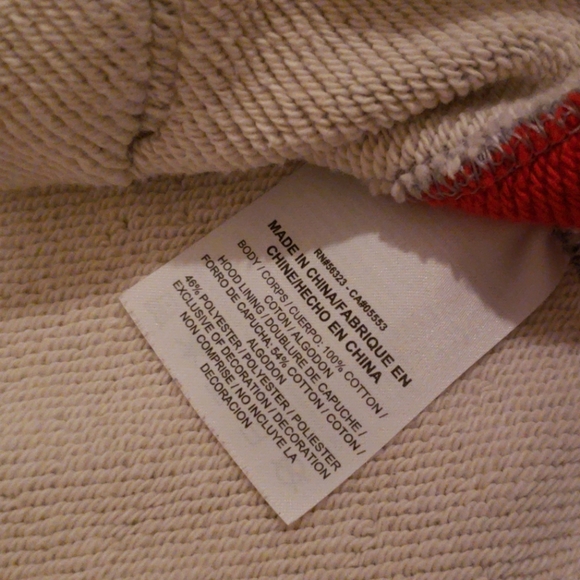 RN#56323 - CA#05553
MADE IN CHINA/FABRIQUE EN
CHINE/HECHO EN CHINA
BODY / CORPS / CUERPO: 100% COTTON /
COTON / ALGODON
HOOD LINING / DOUBLURE DE CAPUCHE /
FORRO DE CAPUCHA: 54% COTTON / COTON /
ALGODON
46% POLYESTER / POLYESTER / POLIESTER
EXCLUSIVE OF DECORATION / DECORATION
NON COMPRISE / NO INCLUYE LA
DECORACION